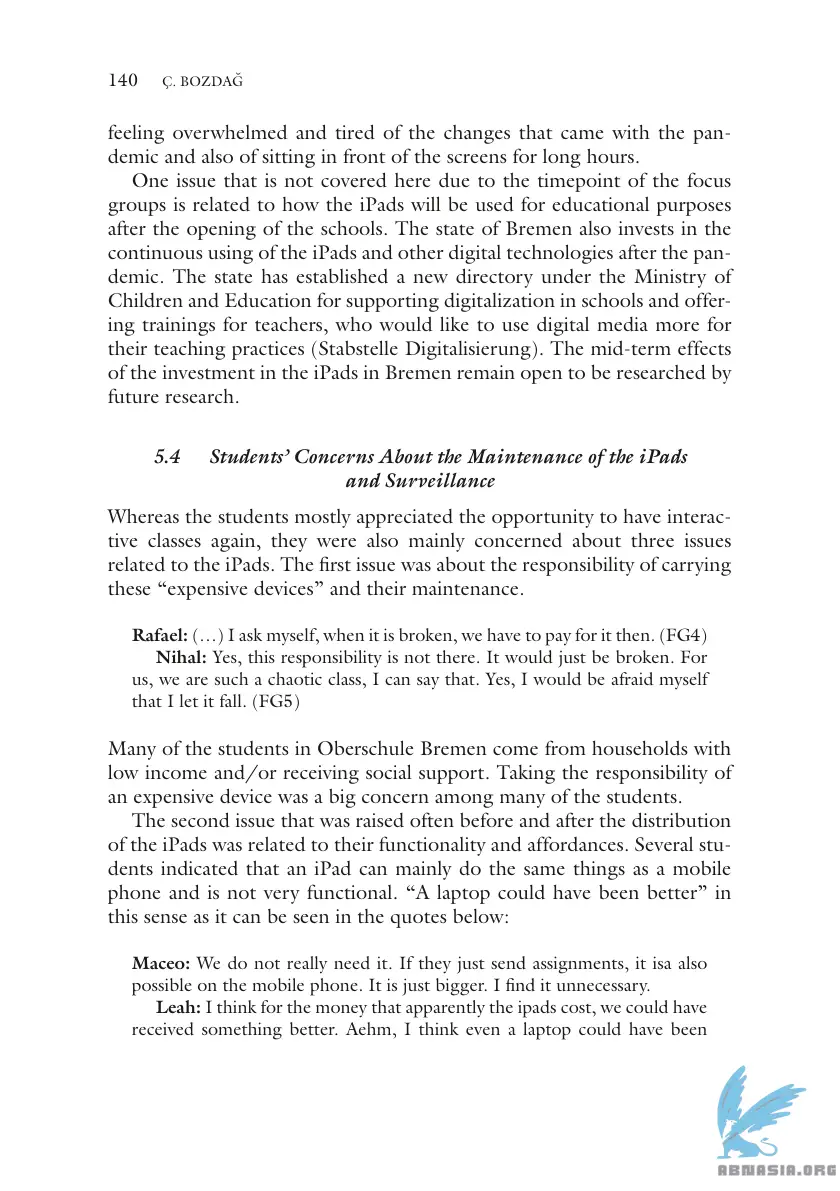 140 Ç. BOZDAĞ
feeling overwhelmed and tired of the changes that came with the pan-
demic and also of sitting in front of the screens for long hours.
One issue that is not covered here due to the timepoint of the focus
groups is related to how the iPads will be used for educational purposes
after the opening of the schools. The state of Bremen also invests in the
continuous using of the iPads and other digital technologies after the pan-
demic. The state has established a new directory under the Ministry of
Children and Education for supporting digitalization in schools and offer-
ing trainings for teachers, who would like to use digital media more for
their teaching practices (Stabstelle Digitalisierung). The mid-term effects
of the investment in the iPads in Bremen remain open to be researched by
future research.
5.4 Students’ Concerns About the Maintenance of the iPads
and Surveillance
Whereas the students mostly appreciated the opportunity to have interac-
tive classes again, they were also mainly concerned about three issues
related to the iPads. The first issue was about the responsibility of carrying
these “expensive devices” and their maintenance.
Rafael: (…) I ask myself, when it is broken, we have to pay for it then. (FG4)
Nihal: Yes, this responsibility is not there. It would just be broken. For
us, we are such a chaotic class, I can say that. Yes, I would be afraid myself
that I let it fall. (FG5)
Many of the students in Oberschule Bremen come from households with
low income and/or receiving social support. Taking the responsibility of
an expensive device was a big concern among many of the students.
The second issue that was raised often before and after the distribution
of the iPads was related to their functionality and affordances. Several stu-
dents indicated that an iPad can mainly do the same things as a mobile
phone and is not very functional. “A laptop could have been better” in
this sense as it can be seen in the quotes below:
Maceo: We do not really need it. If they just send assignments, it isa also
possible on the mobile phone. It is just bigger. I find it unnecessary.
Leah: I think for the money that apparently the ipads cost, we could have
received something better. Aehm, I think even a laptop could have been
ABNASIA.ORG